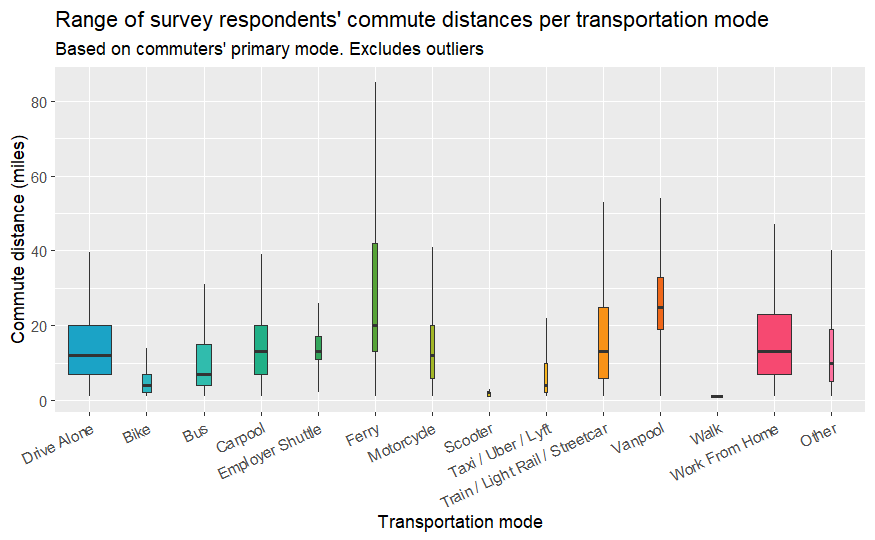 Range of survey respondents' commute distances per transportation mode
Based on commuters' primary mode. Excludes outliers
Commute distance (miles)
80
60
40
20
0
Drive Alone
Bike
Bus
Carpool
Employer Shuttle
Ferry
Motorcycle
Scooter
Taxi / Uber / Lyft
Train / Light Rail / Streetcar
Vanpool
Walk
Work From Home
Other
Transportation mode